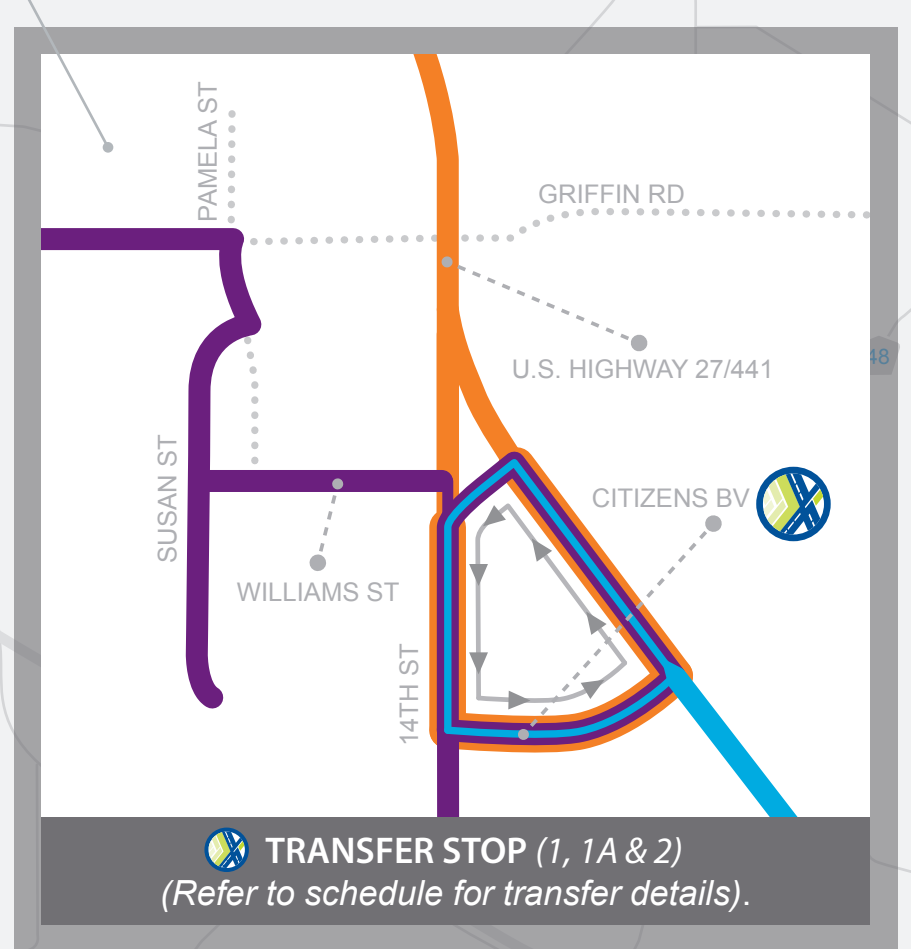 PAMELA ST
GRIFFIN RD
48
U.S. HIGHWAY 27/441
SUSAN ST
CITIZENS BV
WILLIAMS ST
14TH ST
TRANSFER STOP (1, 1A & 2)
(Refer to schedule for transfer details).